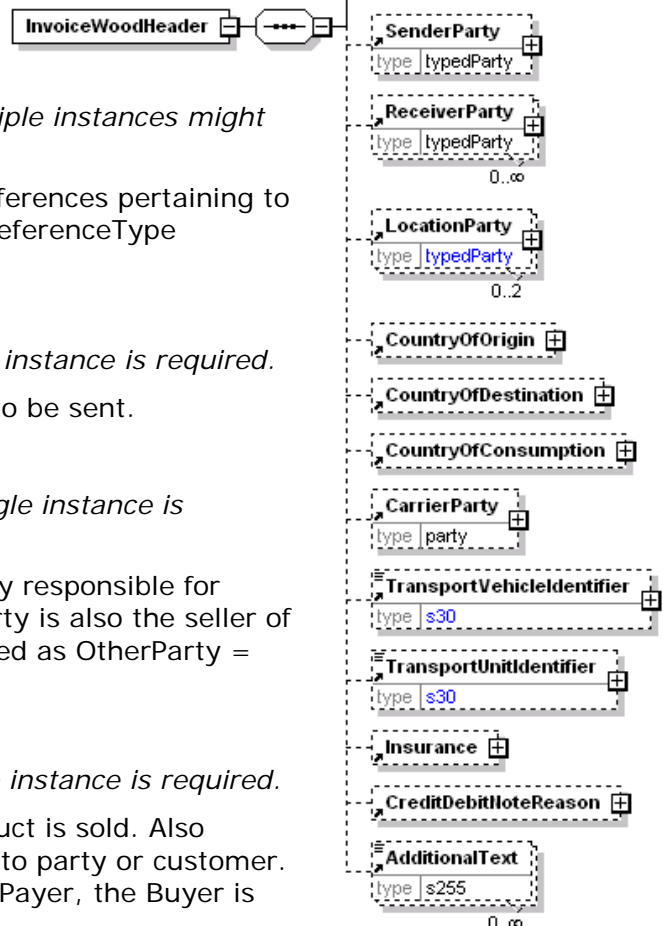 InvoiceWoodHeader
iple instances might
ferences pertaining to
eferenceType
instance is required.
to be sent.
gle instance is
y responsible for
rty is also the seller of
ed as OtherParty =
instance is required.
uct is sold. Also
to party or customer.
Payer, the Buyer is
SenderParty
type typedParty
ReceiverParty
type typedParty
0..∞
LocationParty
type typedParty
0..2
CountryOfOrigin
CountryOfDestination
CountryOfConsumption
CarrierParty
type party
TransportVehicleIdentifier
type s30
TransportUnitIdentifier
type s30
Insurance
CreditDebitNoteReason
AdditionalText
type s255
0..∞